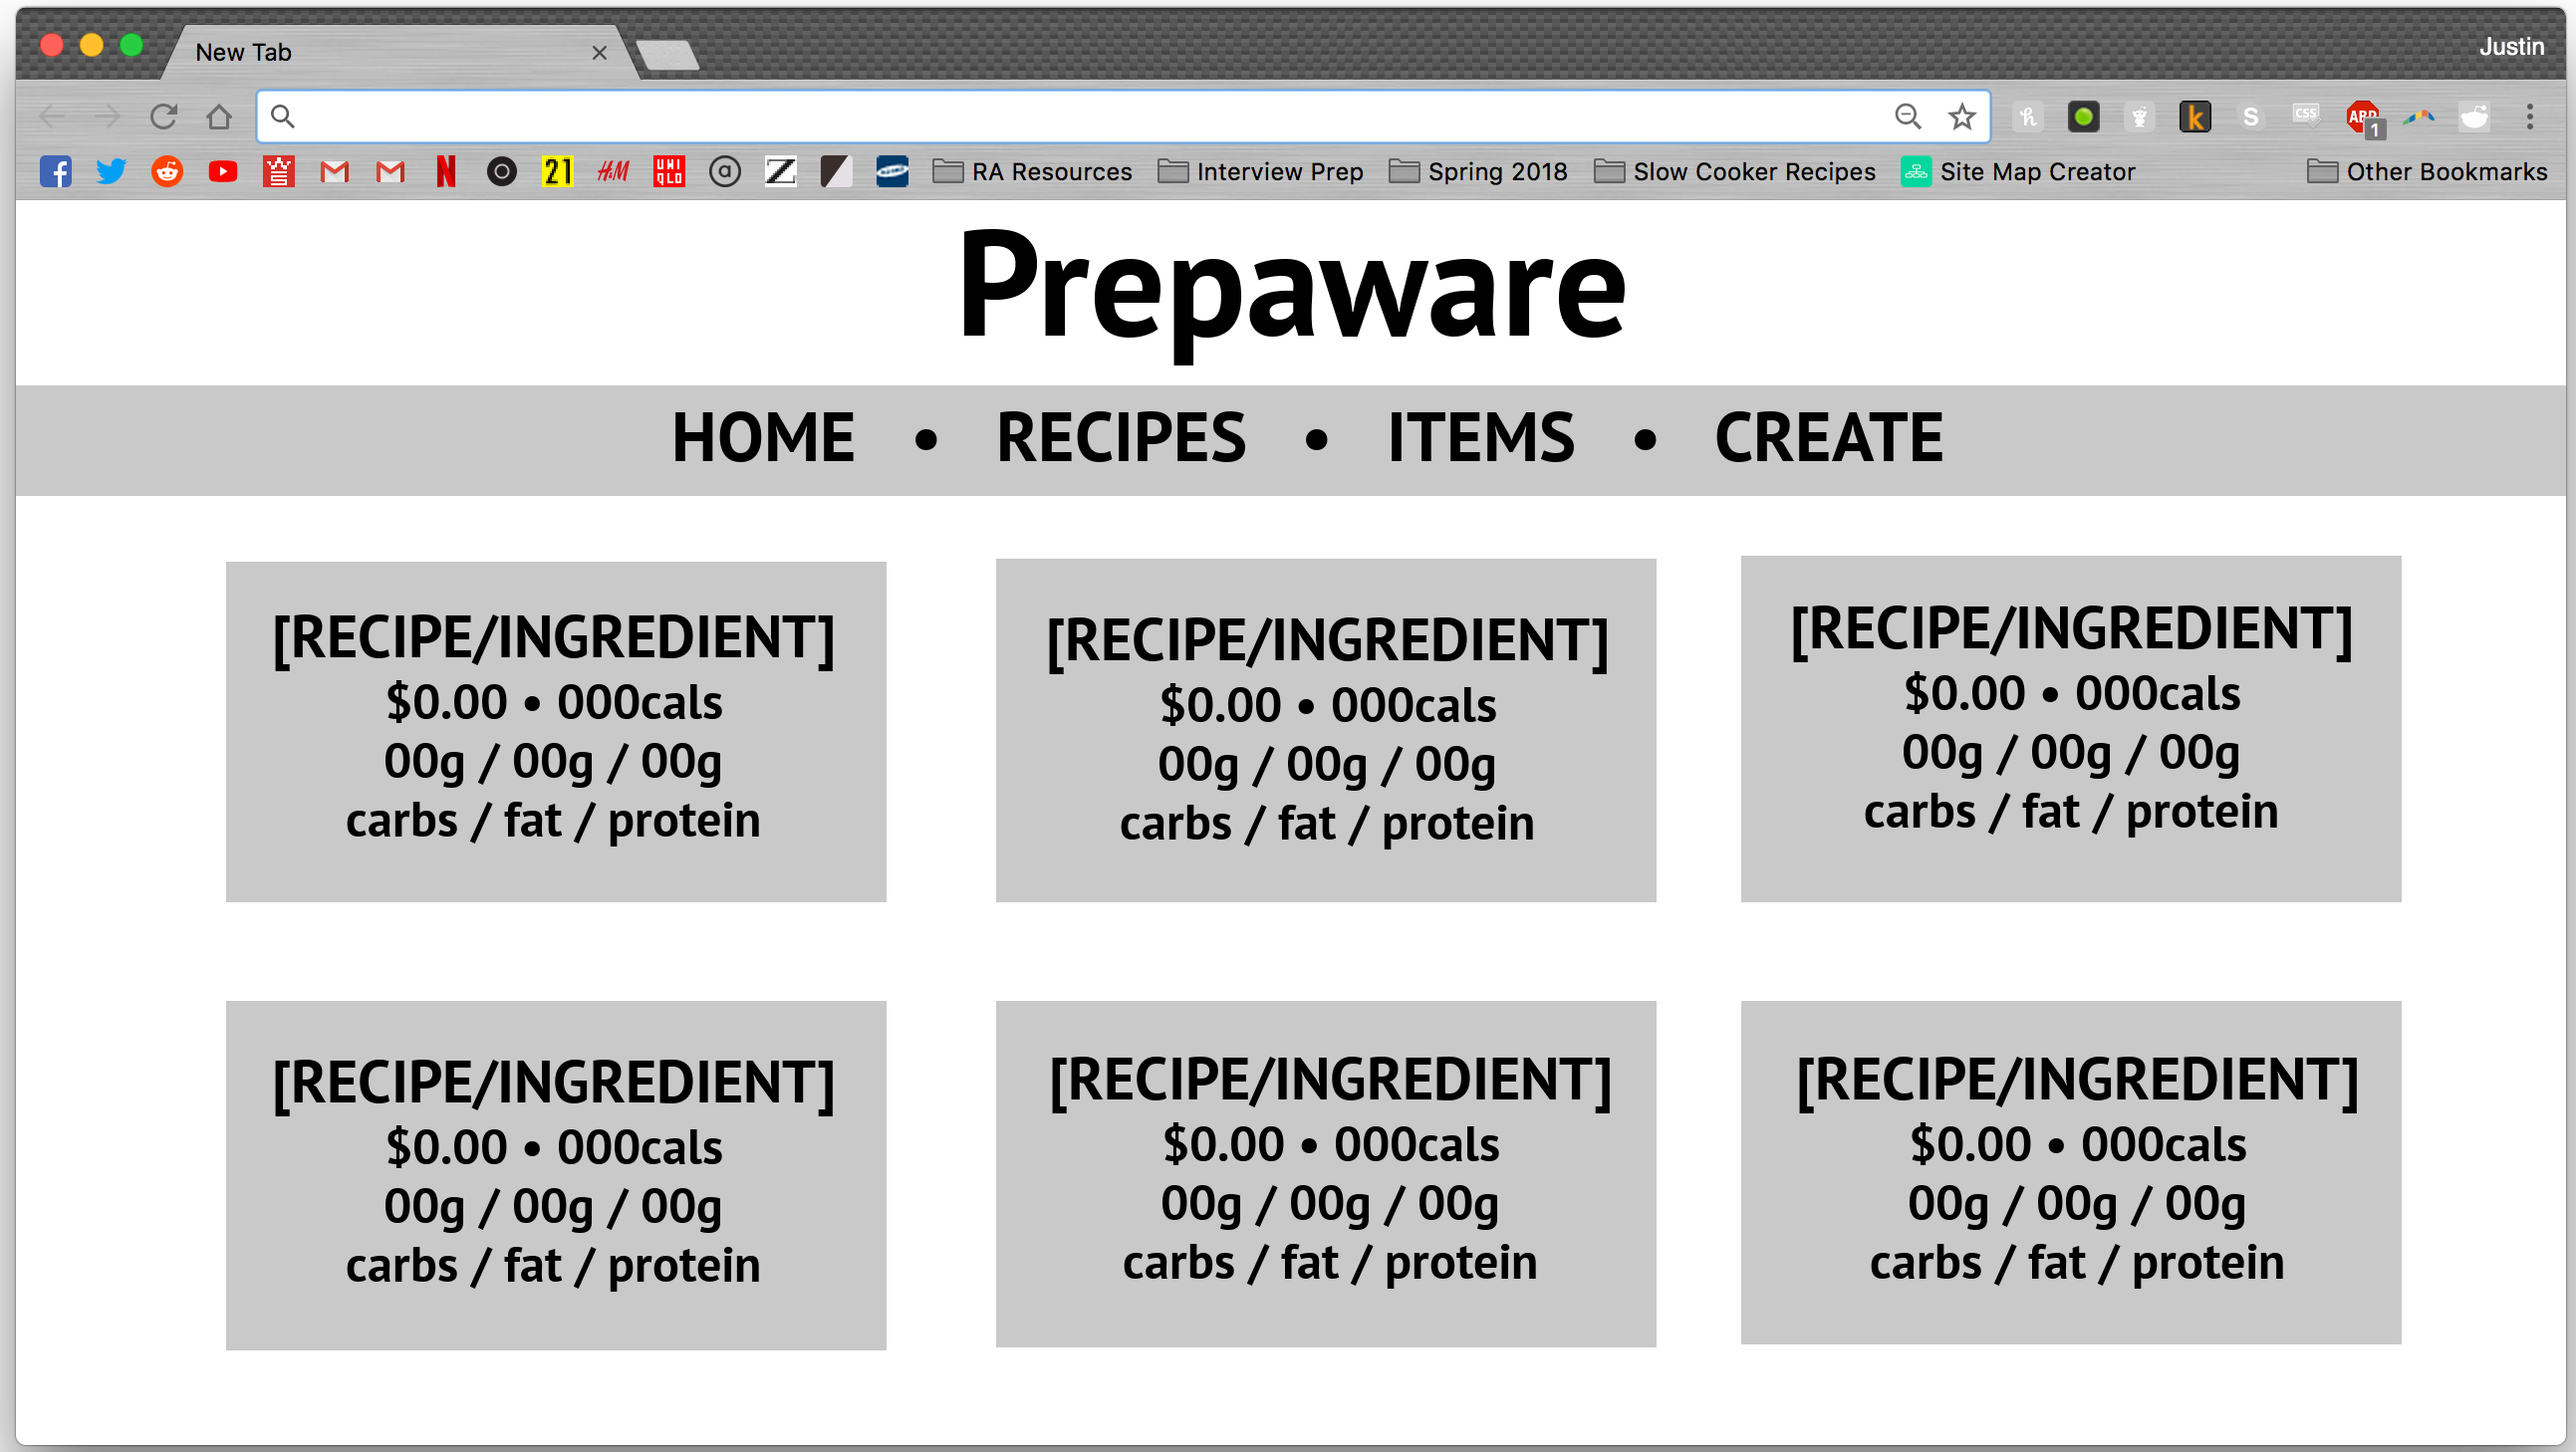 New Tab
Justin
ABP 1
CSS
S
k
21
H&M
UNI QLO
N
a
Z
RA Resources
Interview Prep
Spring 2018
Slow Cooker Recipes
Site Map Creator
Other Bookmarks
Prepaware
HOME • RECIPES • ITEMS • CREATE
[RECIPE/INGREDIENT]
$0.00 • 000cals
00g / 00g / 00g
carbs / fat / protein
[RECIPE/INGREDIENT]
$0.00 • 000cals
00g / 00g / 00g
carbs / fat / protein
[RECIPE/INGREDIENT]
$0.00 • 000cals
00g / 00g / 00g
carbs / fat / protein
[RECIPE/INGREDIENT]
$0.00 • 000cals
00g / 00g / 00g
carbs / fat / protein
[RECIPE/INGREDIENT]
$0.00 • 000cals
00g / 00g / 00g
carbs / fat / protein
[RECIPE/INGREDIENT]
$0.00 • 000cals
00g / 00g / 00g
carbs / fat / protein